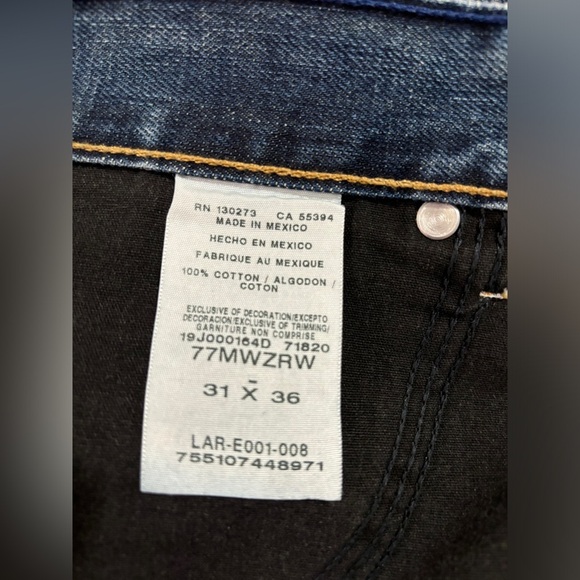 RN 130273 CA 55394
MADE IN MEXICO
HECHO EN MEXICO
FABRIQUE AU MEXIQUE
100% COTTON / ALGODON /
COTON
EXCLUSIVE OF DECORATION/EXCEPTO
DECORACION/EXCLUSIVE OF TRIMMING/
GARNITURE NON COMPRISE
19J000164D 71820
77MWZRW
-
31 X 36
LAR-E001-008
755107448971